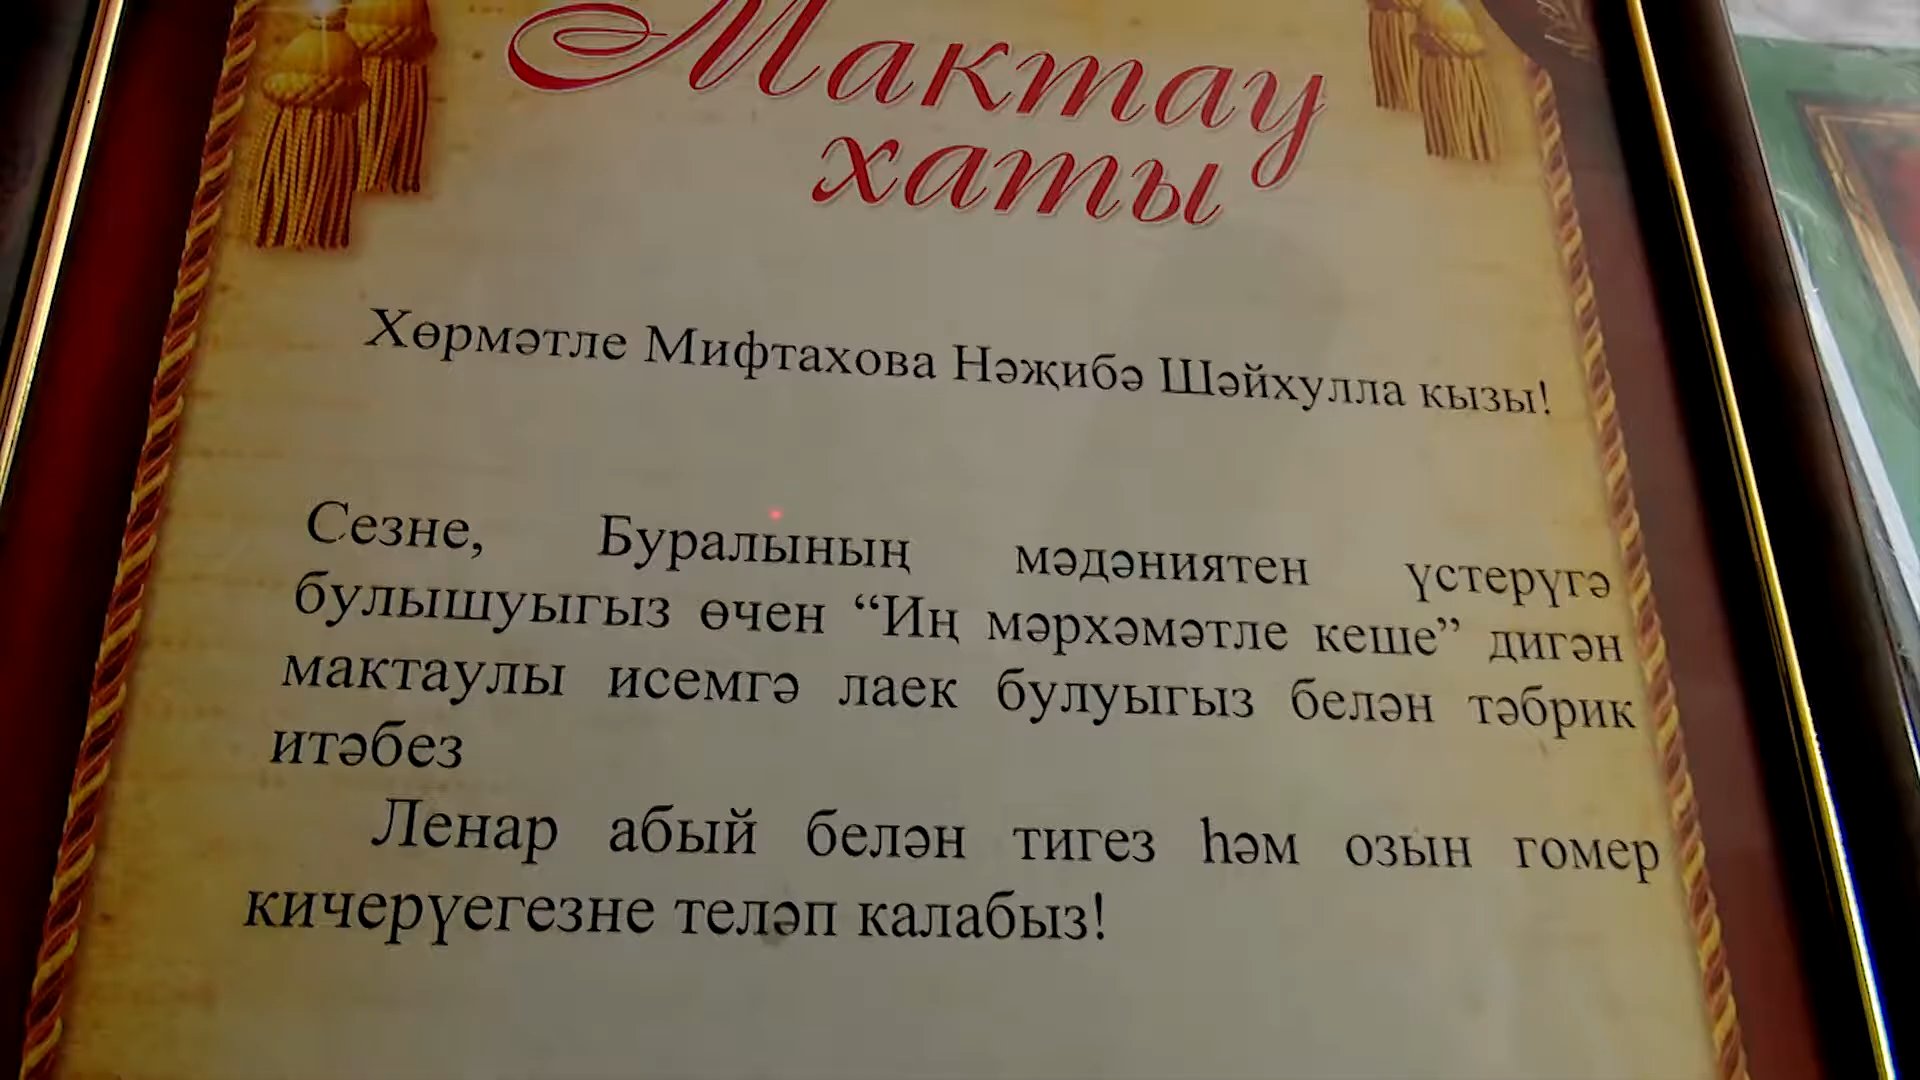 Мактау
хаты
Хөрмәтле Мифтахова Нәҗибә Шәйхулла кызы!
Сезне, Буралының мәдәниятен үстерүгә
булышуыгыз өчен “Иң мәрхәмәтле кеше” дигән
мактаулы исемгә лаек булуыгыз белән тәбрик
итәбез
Ленар абый белән тигез һәм озын гомер
кичерүегезне теләп калабыз!